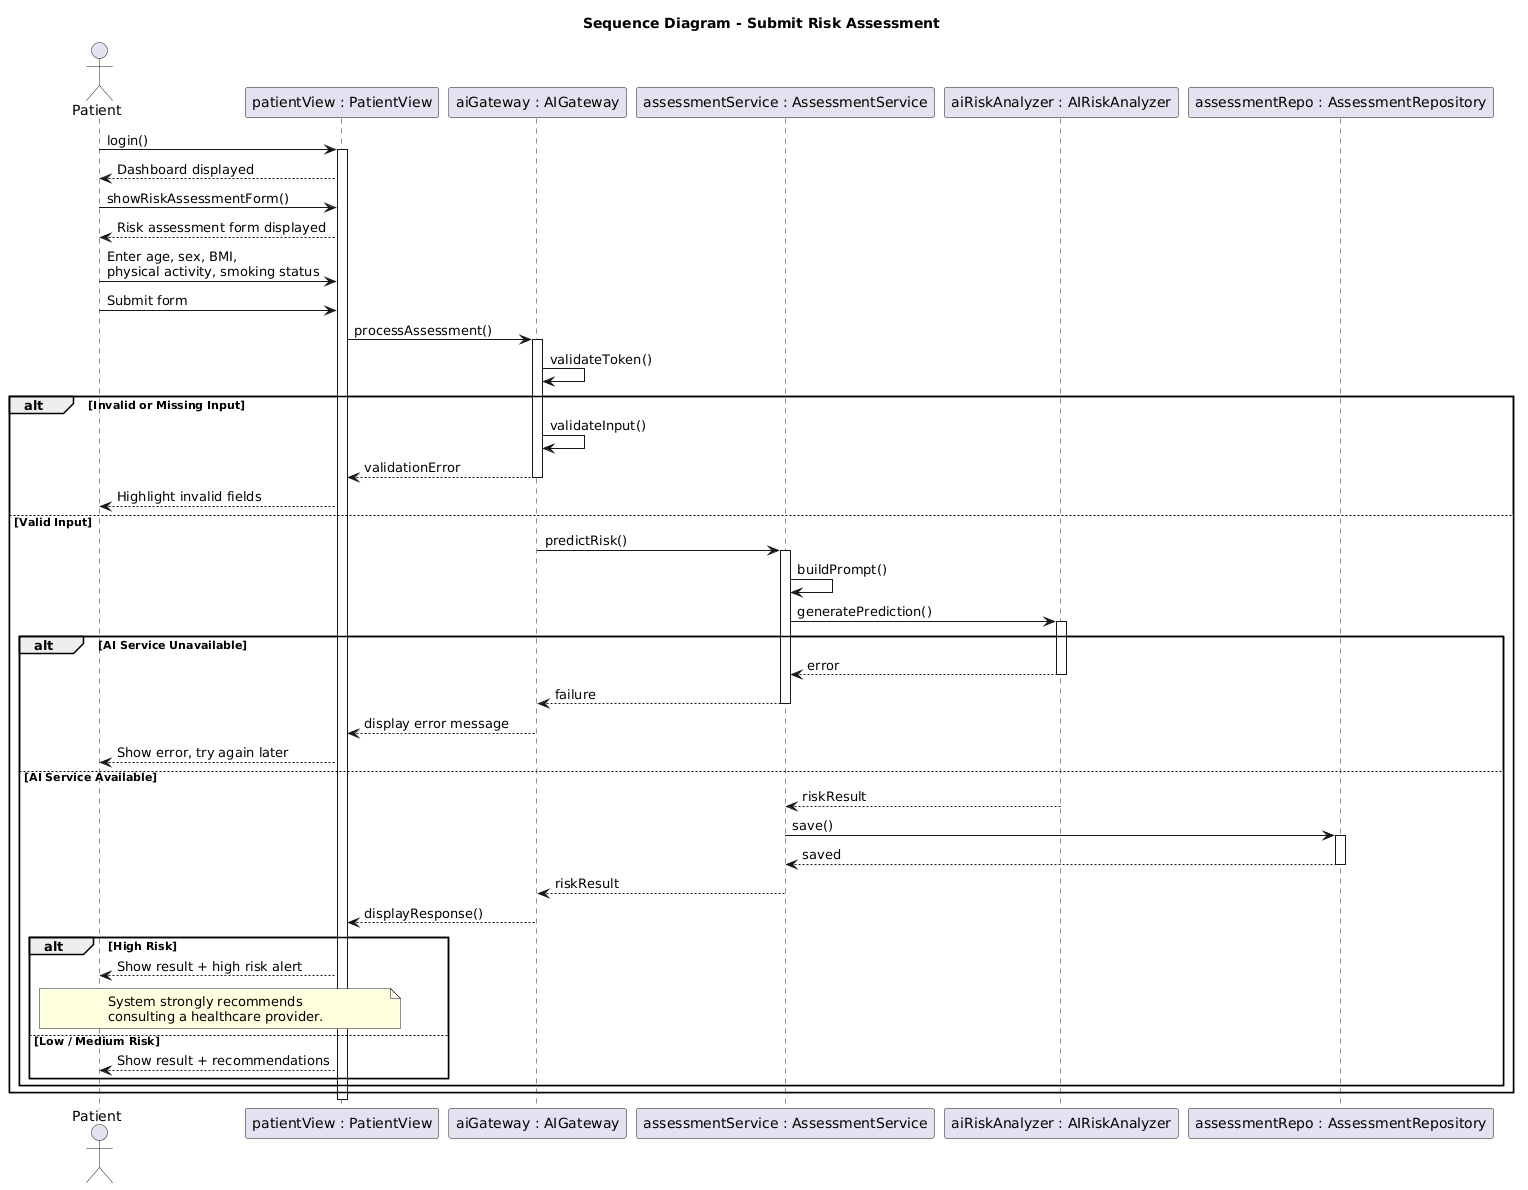 Sequence Diagram - Submit Risk Assessment
Patient
patientView : PatientView
aiGateway : AIGateway
assessmentService : AssessmentService
aiRiskAnalyzer : AIRiskAnalyzer
assessmentRepo : AssessmentRepository
login()
Dashboard displayed
showRiskAssessmentForm()
Risk assessment form displayed
Enter age, sex, BMI,
physical activity, smoking status
Submit form
processAssessment()
validateToken()
alt
[Invalid or Missing Input]
validateInput()
validationError
Highlight invalid fields
[Valid Input]
predictRisk()
buildPrompt()
generatePrediction()
alt
[AI Service Unavailable]
error
failure
display error message
Show error, try again later
[AI Service Available]
riskResult
save()
saved
riskResult
displayResponse()
alt
[High Risk]
Show result + high risk alert
System strongly recommends
consulting a healthcare provider.
[Low / Medium Risk]
Show result + recommendations
Patient
patientView : PatientView
aiGateway : AIGateway
assessmentService : AssessmentService
aiRiskAnalyzer : AIRiskAnalyzer
assessmentRepo : AssessmentRepository